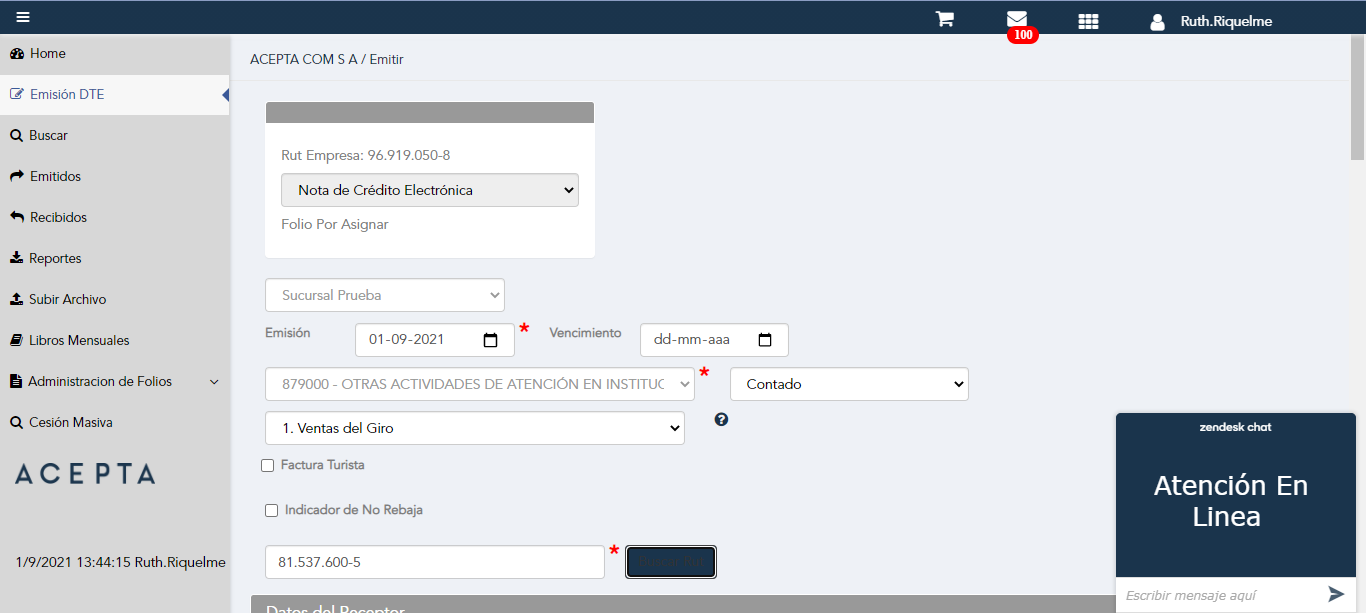 Ruth.Riquelme
100
Home
ACEPTA COM S A / Emitir
Emisión DTE
Buscar
Emitidos
Recibidos
Reportes
Subir Archivo
Libros Mensuales
Administracion de Folios
Cesión Masiva
ACEPTA
1/9/2021 13:44:15 Ruth.Riquelme
Rut Empresa: 96.919.050-8
Nota de Crédito Electrónica
Folio Por Asignar
Sucursal Prueba
Emisión 01-09-2021 * Vencimiento dd-mm-aaa
879000 - OTRAS ACTIVIDADES DE ATENCIÓN EN INSTITUC * Contado
1. Ventas del Giro
Factura Turista
Indicador de No Rebaja
81.537.600-5 *
Datos del Receptor
zendesk chat
Atención En
Linea
Escribir mensaje aquí